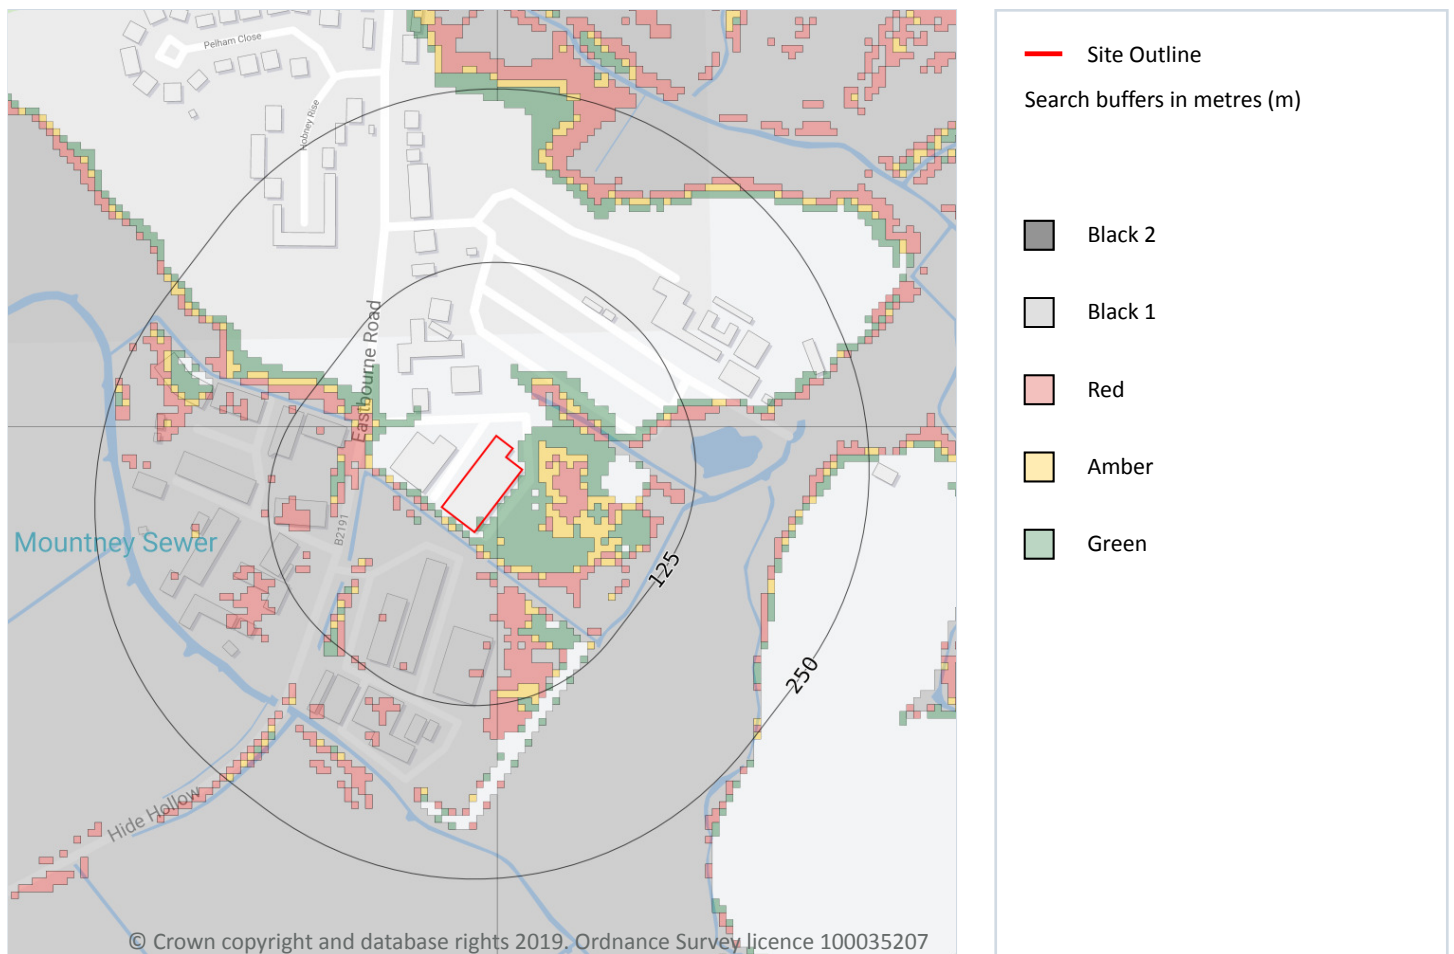 Pelham Close
Hobney Rise
Eastbourne Road
B2191
Mountney Sewer
125
250
Hide Hollow
© Crown copyright and database rights 2019. Ordnance Survey licence 100035207
Site Outline
Search buffers in metres (m)
Black 2
Black 1
Red
Amber
Green